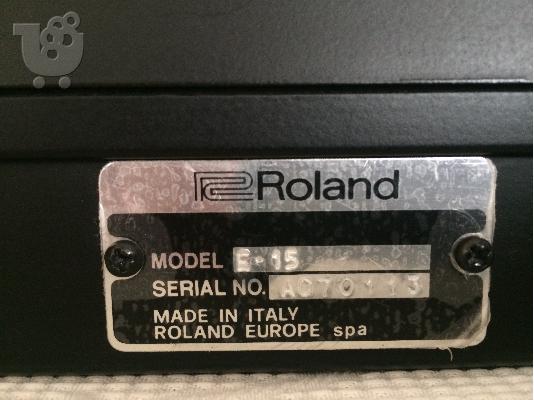 Roland
MODEL E-15
SERIAL NO. AC70113
MADE IN ITALY
ROLAND EUROPE spa